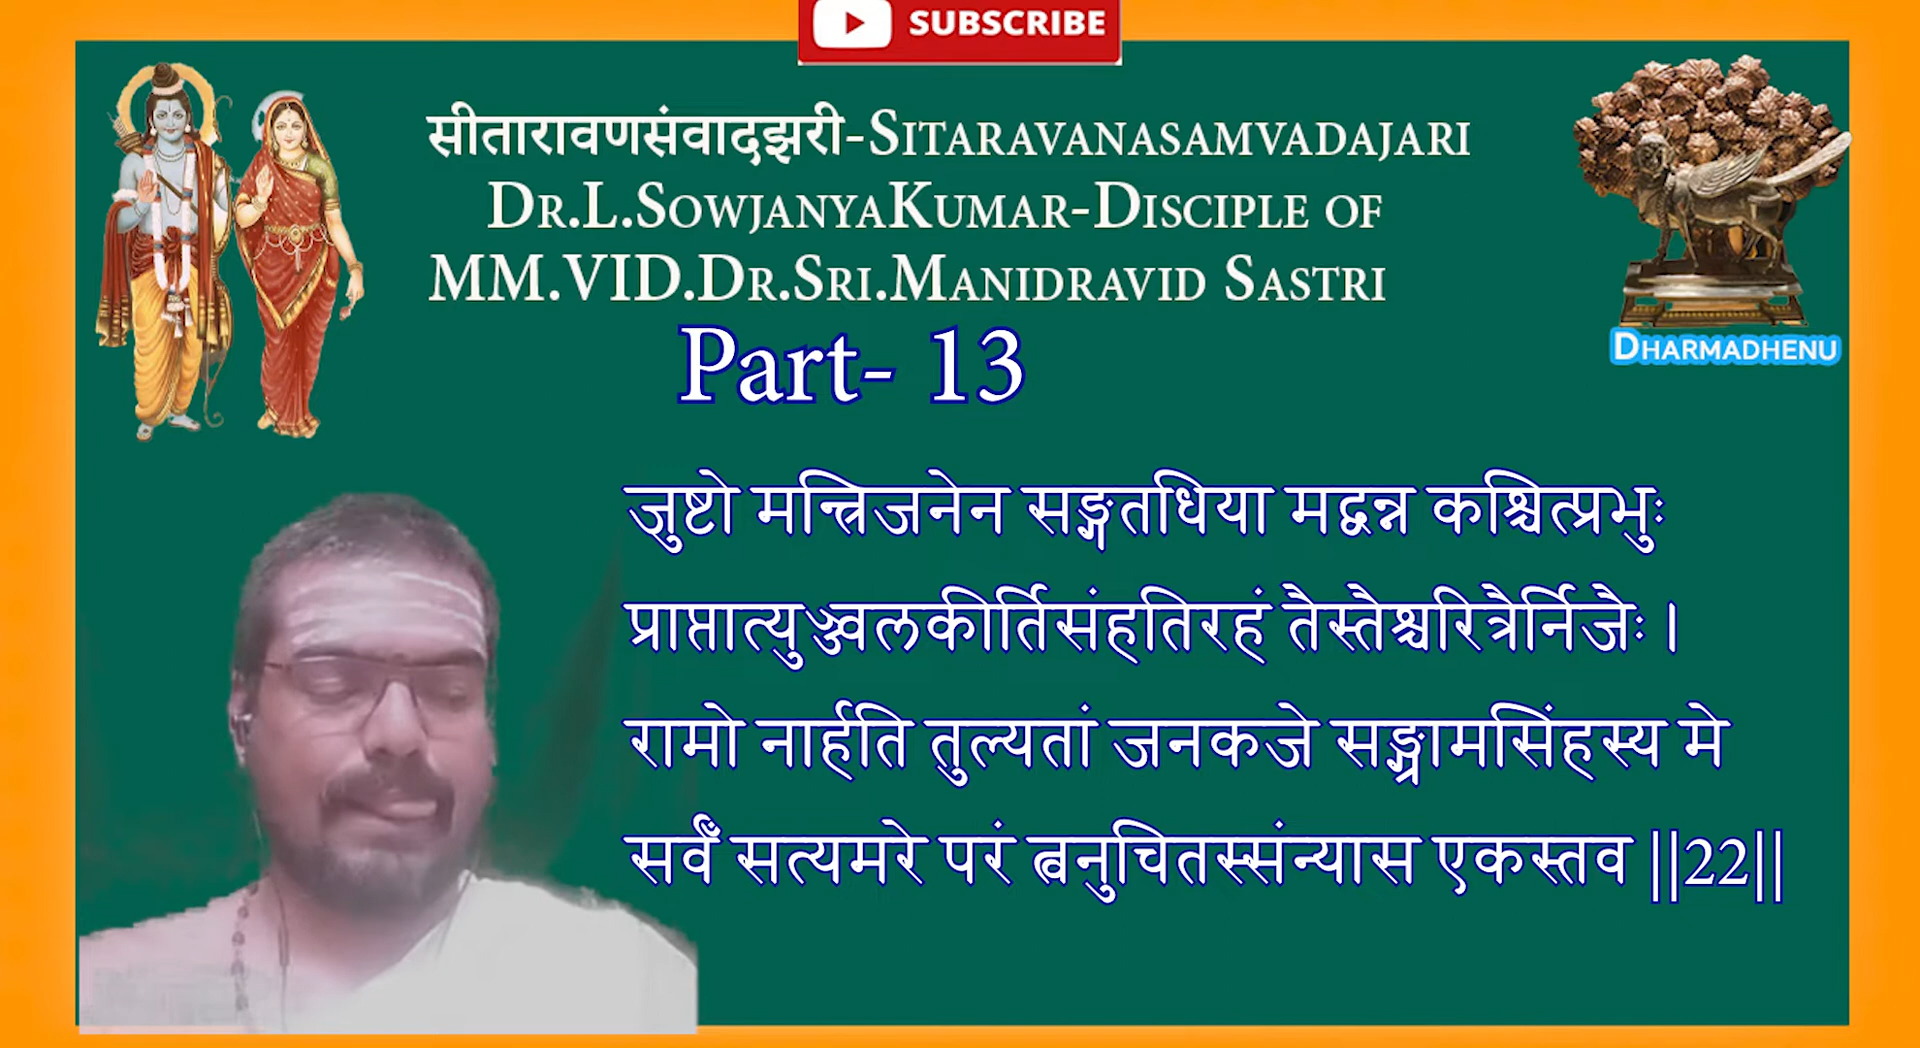 SUBSCRIBE
सीतारावणसंवादझरी-SITARAVANASAMVADAJARI
DR.L.SOWJANYAKUMAR-DISCIPLE OF
MM.VID.DR.SRI.MANIDRAVID SASTRI
DHARMADHENU
Part- 13
जुष्टो मन्त्रिजनेन सङ्गतधिया मद्वन्न कश्चित्प्रभुः
प्राप्तात्युज्ज्वलकीर्तिसंहतिरहं तैस्तैश्चरित्रैर्निजैः ।
रामो नार्हति तुल्यतां जनकजे सङ्ग्रामसिंहस्य मे
सर्वं सत्यमरे परं त्वनुचितस्संन्यास एकस्तव ||22||